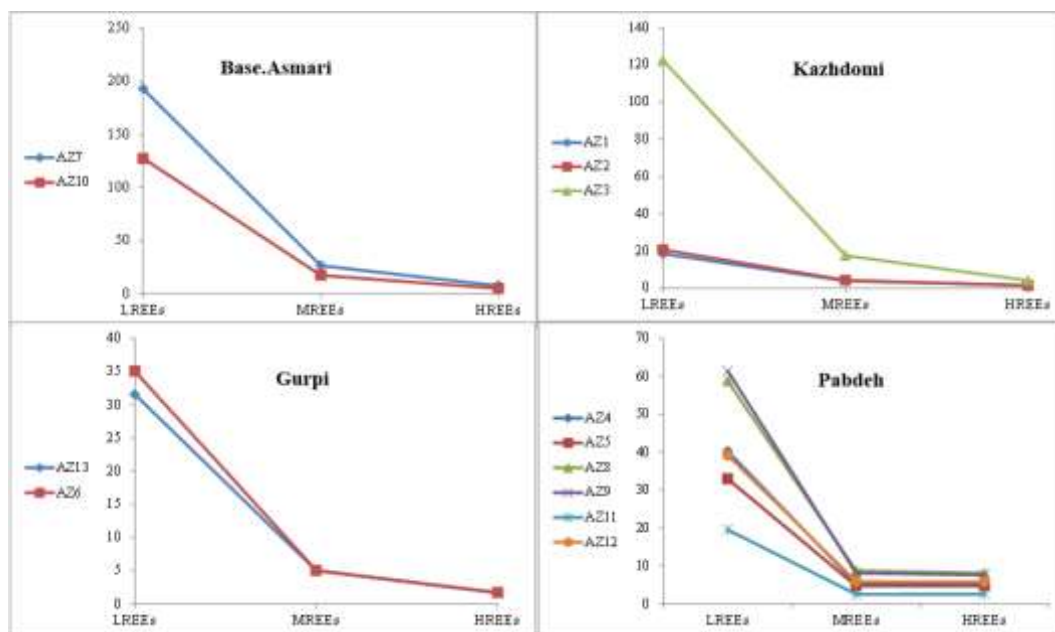 Base.Asmari
250
200
150
100
50
0
LREEs MREEs HREEs
AZ7
AZ10
Kazhdomi
140
120
100
80
60
40
20
0
LREEs MREEs HREEs
AZ1
AZ2
AZ3
Gurpi
40
35
30
25
20
15
10
5
0
LREEs MREEs HREEs
AZ13
AZ6
Pabdeh
70
60
50
40
30
20
10
0
LREEs MREEs HREEs
AZ4
AZ5
AZ8
AZ9
AZ11
AZ12